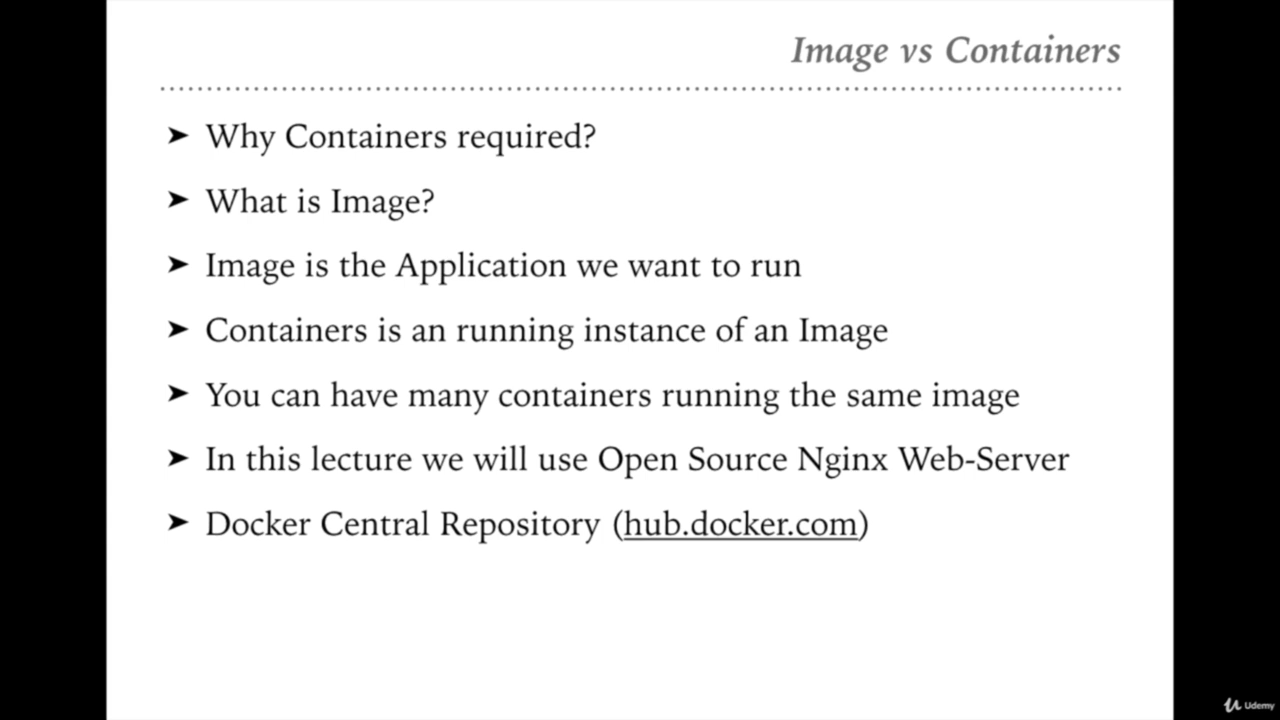 Image vs Containers
➤ Why Containers required?
➤ What is Image?
➤ Image is the Application we want to run
➤ Containers is an running instance of an Image
➤ You can have many containers running the same image
➤ In this lecture we will use Open Source Nginx Web-Server
➤ Docker Central Repository (hub.docker.com)
Udemy